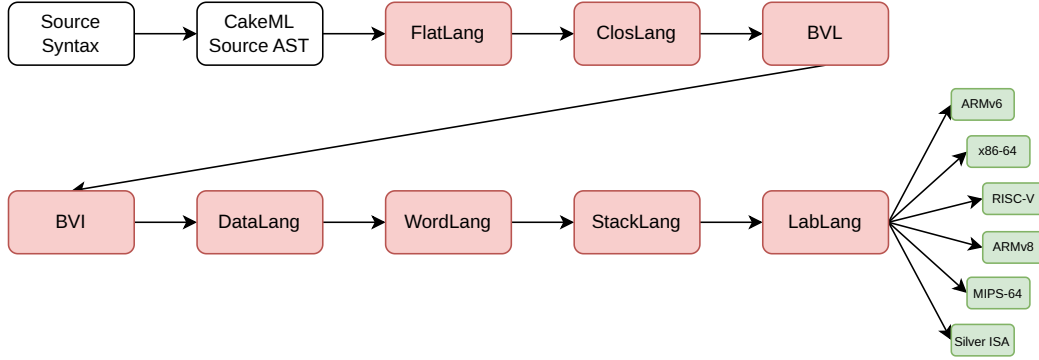 Source
Syntax
CakeML
Source AST
FlatLang
ClosLang
BVL
BVI
DataLang
WordLang
StackLang
LabLang
ARMv6
x86-64
RISC-V
ARMv8
MIPS-64
Silver ISA